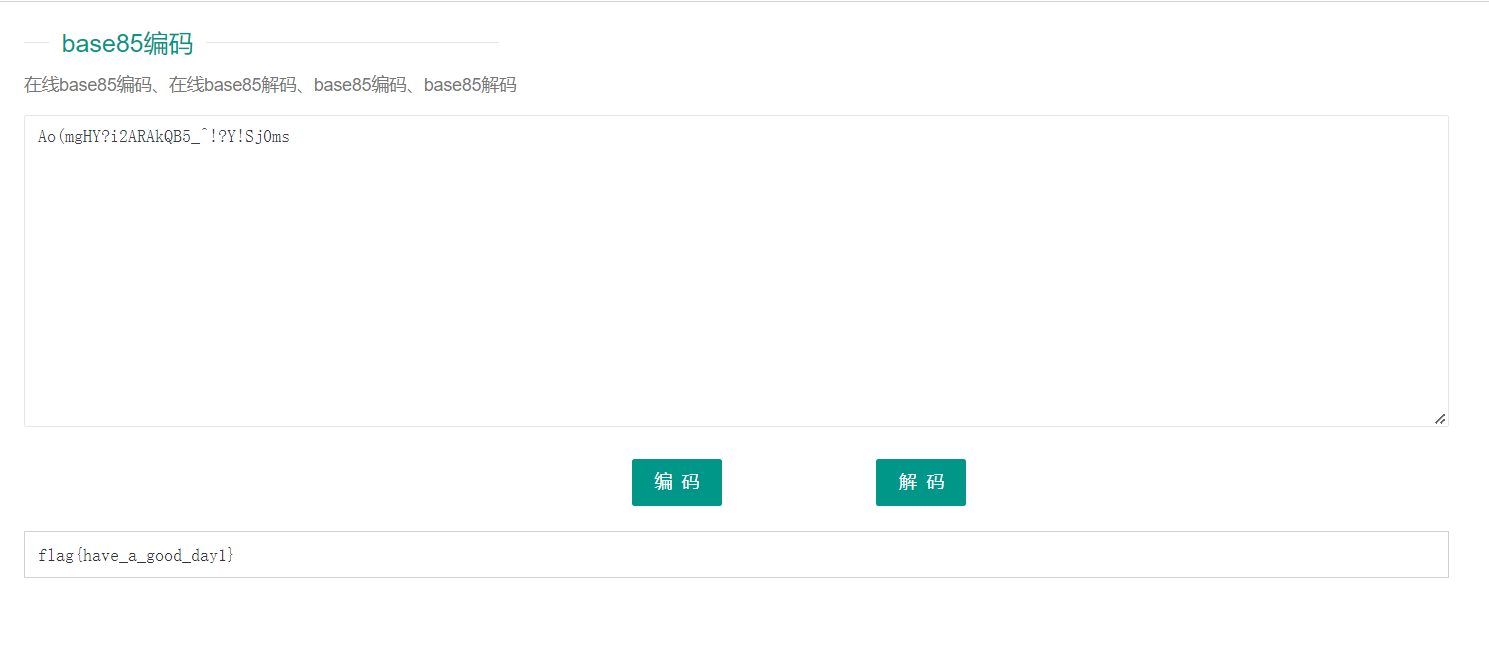 base85编码
在线base85编码、在线base85解码、base85编码、base85解码
Ao(mgHY?i2ARAkQB5_^!?Y!Sj0ms
编 码
解 码
flag{have_a_good_day1}